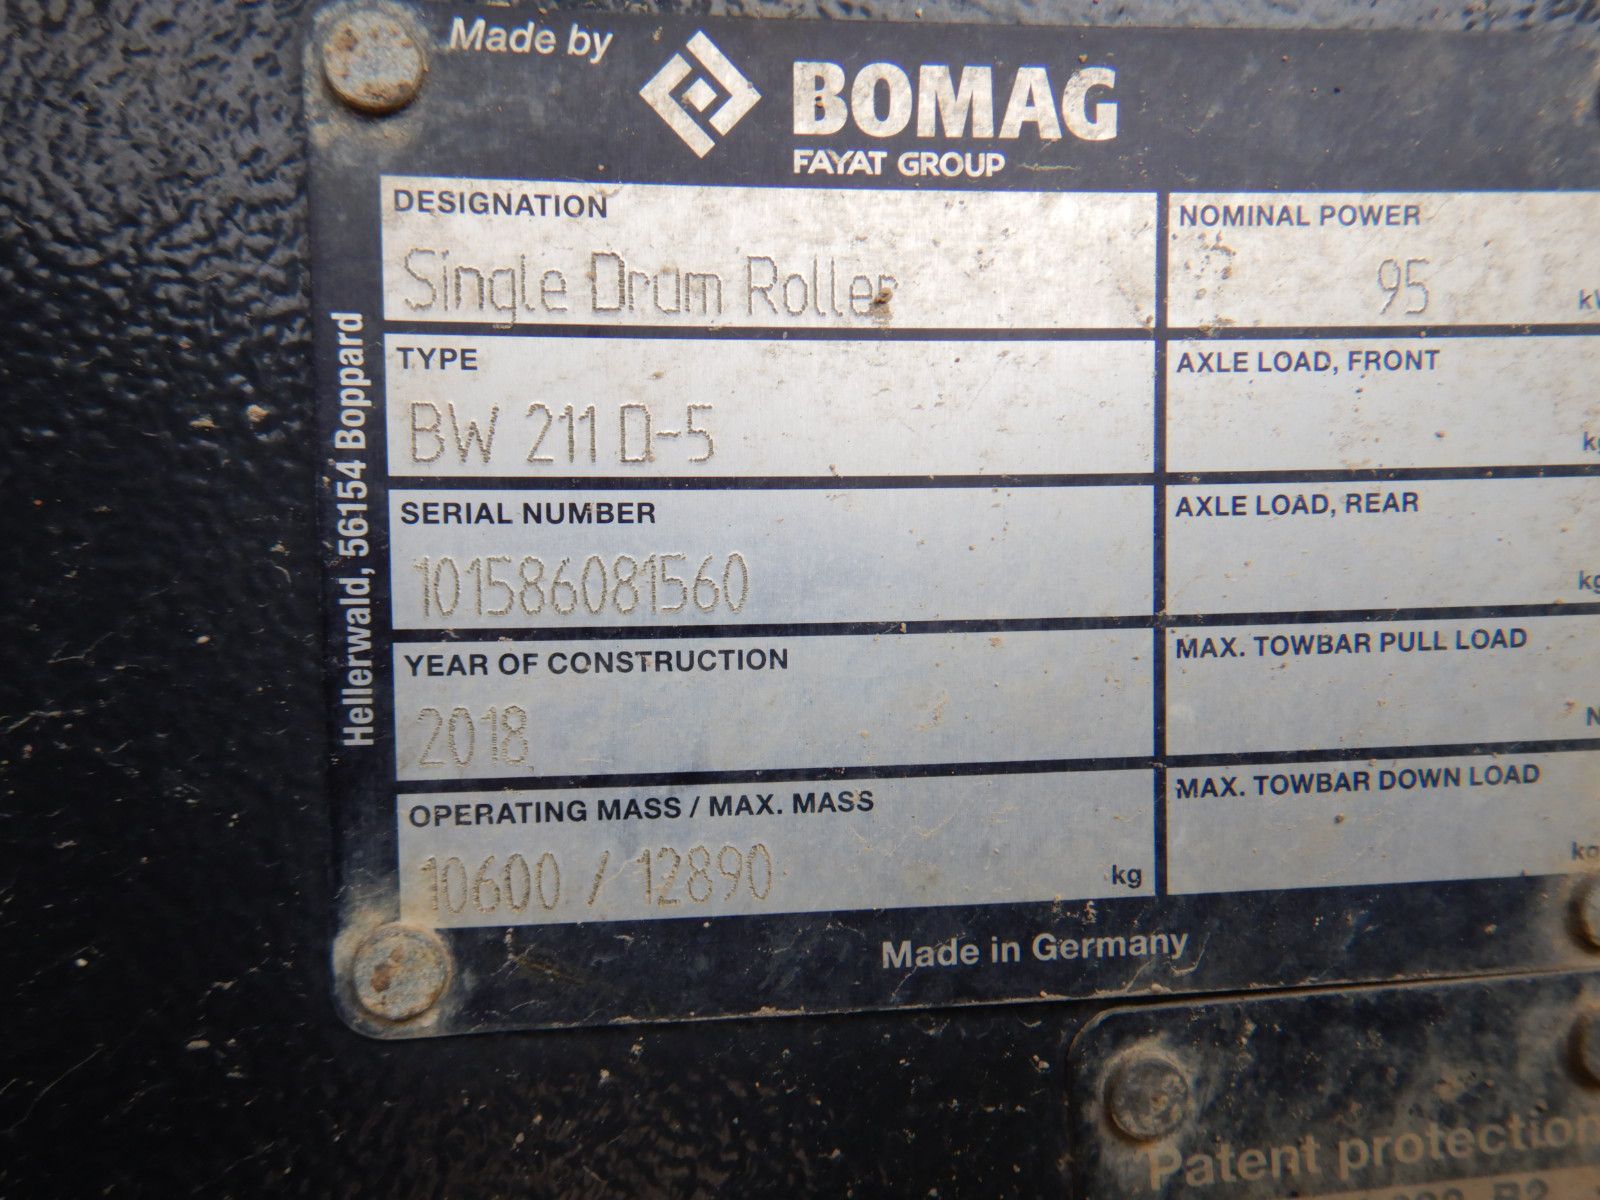 Made by
BOMAG
FAYAT GROUP
DESIGNATION
Single Drum Roller
TYPE
BW 211 D-5
SERIAL NUMBER
101586081560
YEAR OF CONSTRUCTION
2018
OPERATING MASS / MAX. MASS
10600 / 12890 kg
NOMINAL POWER
95
AXLE LOAD, FRONT
AXLE LOAD, REAR
MAX. TOWBAR PULL LOAD
MAX. TOWBAR DOWN LOAD
Made in Germany
Hellerwald, 56154 Boppard
Patent protection